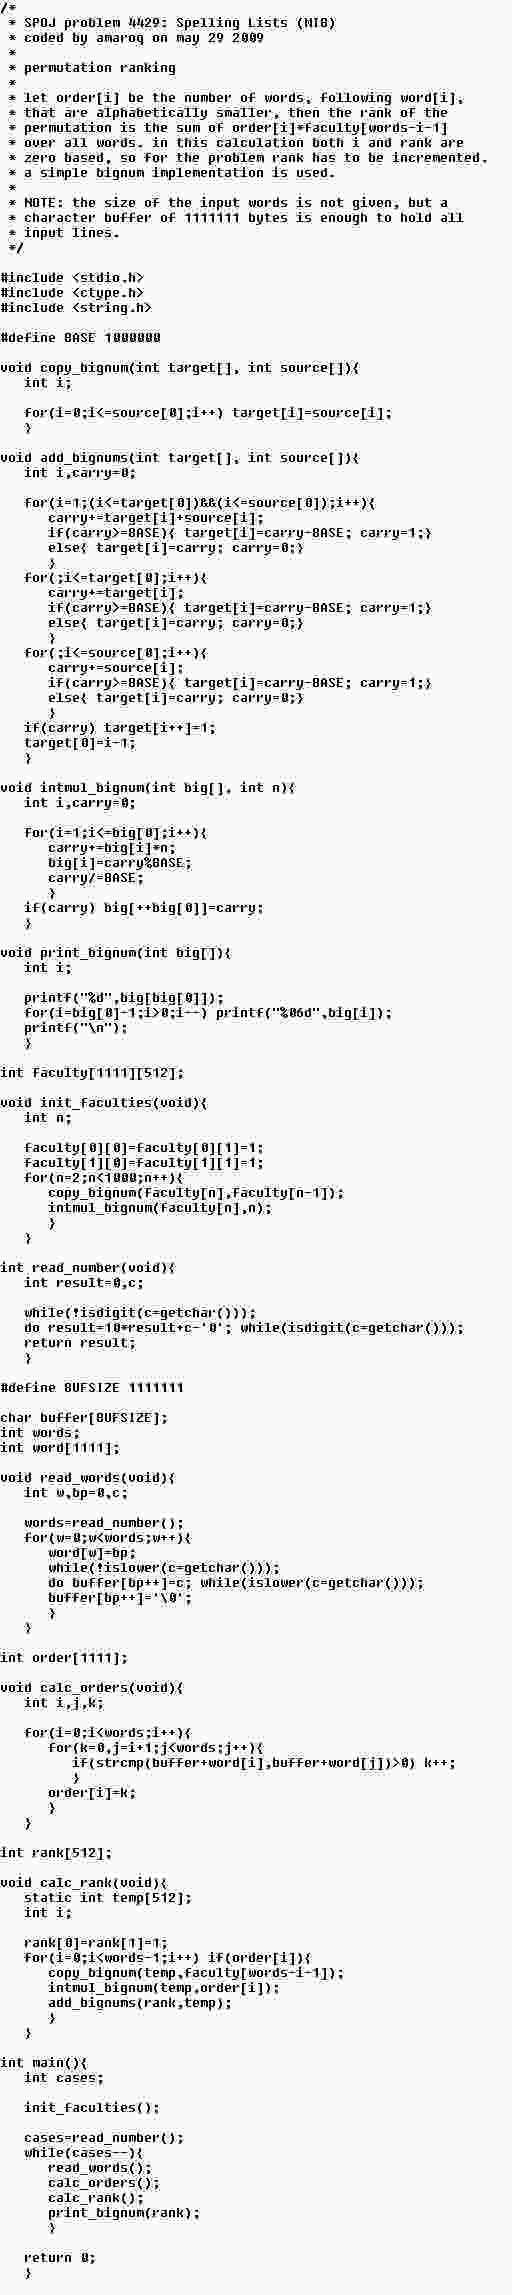 /*
 * SPOJ problem 4429: Spelling Lists (MIB)
 * coded by amaroq on may 29 2009
 *
 * permutation ranking
 *
 * let order[i] be the number of words, following word[i],
 * that are alphabetically smaller, then the rank of the
 * permutation is the sum of order[i]*faculty[words-i-1]
 * over all words. in this calculation both i and rank are
 * zero based, so for the problem rank has to be incremented.
 * a simple bignum implementation is used.
 *
 * NOTE: the size of the input words is not given, but a
 * character buffer of 1111111 bytes is enough to hold all
 * input lines.
 */

#include <stdio.h>
#include <ctype.h>
#include <string.h>

#define BASE 1000000

void copy_bignum(int target[], int source[]){
   int i;

   for(i=0;i<=source[0];i++) target[i]=source[i];
   }

void add_bignums(int target[], int source[]){
   int i,carry=0;

   for(i=1;(i<=target[0])&&(i<=source[0]);i++){
      carry+=target[i]+source[i];
      if(carry>=BASE){ target[i]=carry-BASE; carry=1;}
      else{ target[i]=carry; carry=0;}
      }
   for(;i<=target[0];i++){
      carry+=target[i];
      if(carry>=BASE){ target[i]=carry-BASE; carry=1;}
      else{ target[i]=carry; carry=0;}
      }
   for(;i<=source[0];i++){
      carry+=source[i];
      if(carry>=BASE){ target[i]=carry-BASE; carry=1;}
      else{ target[i]=carry; carry=0;}
      }
   if(carry) target[i++]=1;
   target[0]=i-1;
   }

void intmul_bignum(int big[], int n){
   int i,carry=0;

   for(i=1;i<=big[0];i++){
      carry+=big[i]*n;
      big[i]=carry%BASE;
      carry/=BASE;
      }
   if(carry) big[++big[0]]=carry;
   }

void print_bignum(int big[]){
   int i;

   printf("%d",big[big[0]]);
   for(i=big[0]-1;i>0;i--) printf("%06d",big[i]);
   printf("\n");
   }

int faculty[1111][512];

void init_faculties(void){
   int n;

   faculty[0][0]=faculty[0][1]=1;
   faculty[1][0]=faculty[1][1]=1;
   for(n=2;n<1000;n++){
      copy_bignum(faculty[n],faculty[n-1]);
      intmul_bignum(faculty[n],n);
      }
   }

int read_number(void){
   int result=0,c;

   while(!isdigit(c=getchar()));
   do result=10*result+c-'0'; while(isdigit(c=getchar()));
   return result;
   }

#define BUFSIZE 1111111

char buffer[BUFSIZE];
int words;
int word[1111];

void read_words(void){
   int w,bp=0,c;

   words=read_number();
   for(w=0;w<words;w++){
      word[w]=bp;
      while(!islower(c=getchar()));
      do buffer[bp++]=c; while(islower(c=getchar()));
      buffer[bp++]='\0';
      }
   }

int order[1111];

void calc_orders(void){
   int i,j,k;

   for(i=0;i<words;i++){
      for(k=0,j=i+1;j<words;j++){
         if(strcmp(buffer+word[i],buffer+word[j])>0) k++;
         }
      order[i]=k;
      }
   }

int rank[512];

void calc_rank(void){
   static int temp[512];
   int i;

   rank[0]=rank[1]=1;
   for(i=0;i<words-1;i++) if(order[i]){
      copy_bignum(temp,faculty[words-i-1]);
      intmul_bignum(temp,order[i]);
      add_bignums(rank,temp);
      }
   }

int main(){
   int cases;

   init_faculties();

   cases=read_number();
   while(cases--){
      read_words();
      calc_orders();
      calc_rank();
      print_bignum(rank);
      }

   return 0;
   }